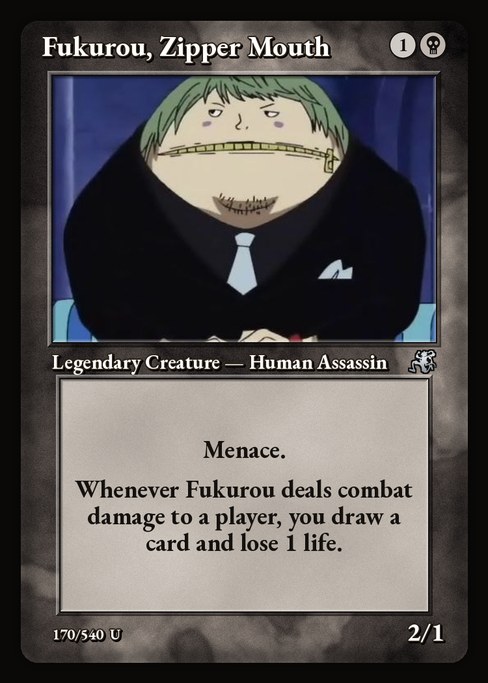 Fukurou, Zipper Mouth 1
Legendary Creature — Human Assassin
Menace.
Whenever Fukurou deals combat
damage to a player, you draw a
card and lose 1 life.
170/540 U 2/1